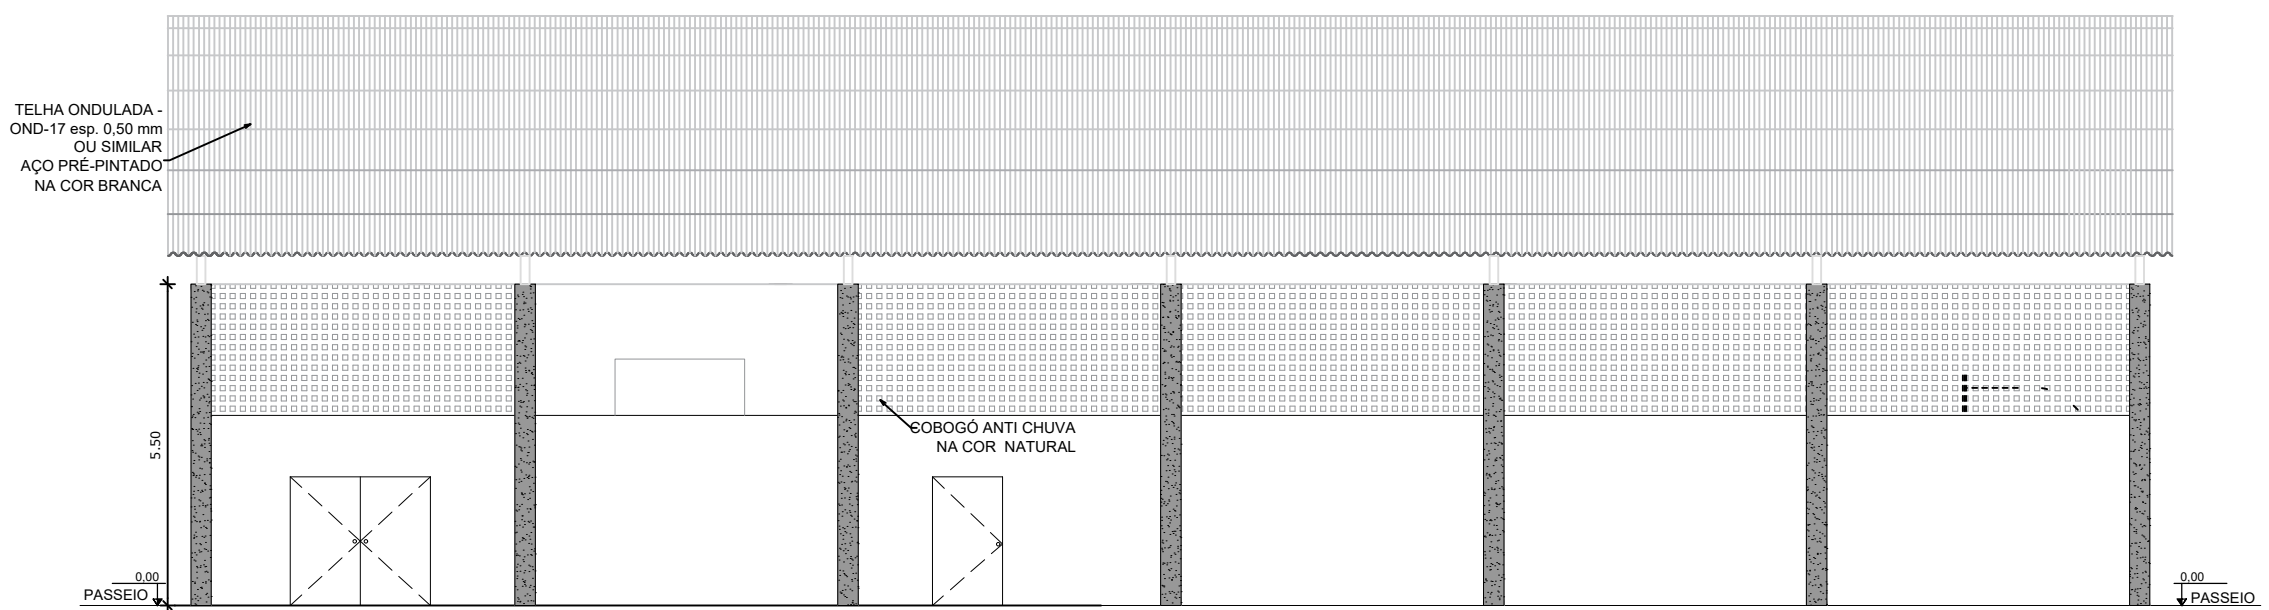 TELHA ONDULADA -
OND-17 esp. 0,50 mm
OU SIMILAR
AÇO PRÉ-PINTADO
NA COR BRANCA
COBOGÓ ANTI CHUVA
NA COR NATURAL
5.50
0,00
PASSEIO
0,00
PASSEIO